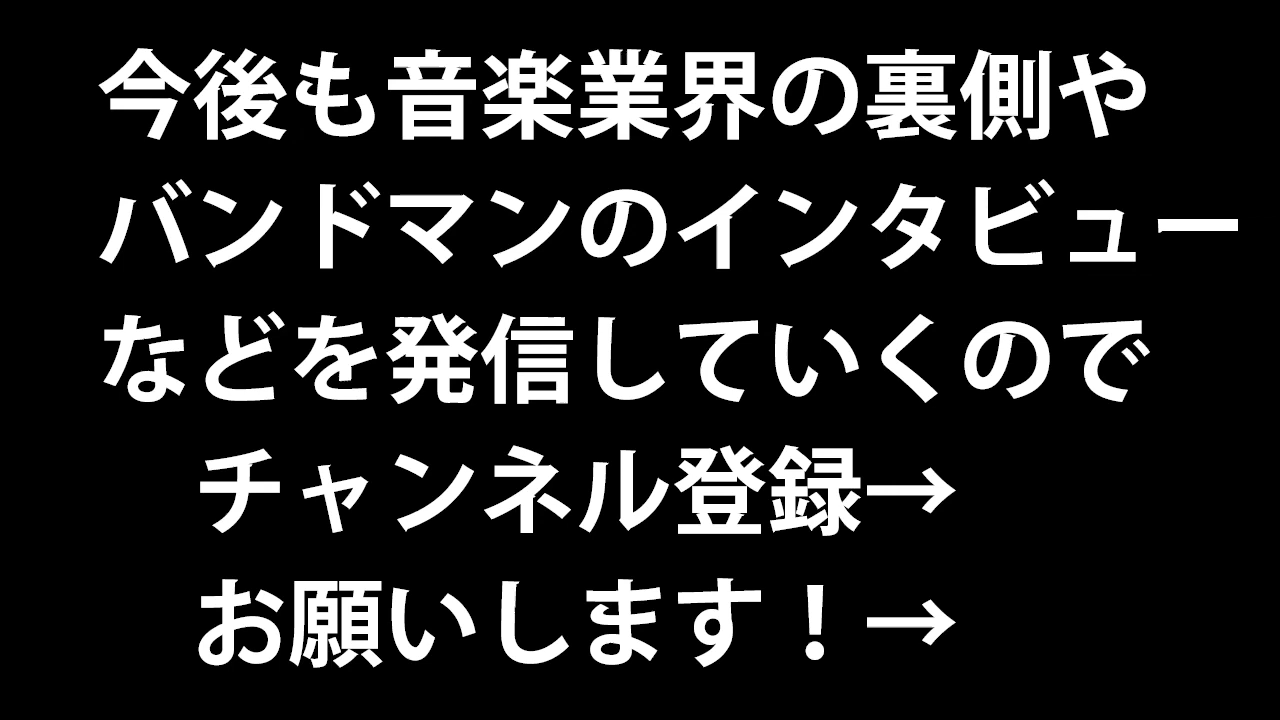 今後も音楽業界の裏側や
バンドマンのインタビュー
などを発信していくので
チャンネル登録→
お願いします！→